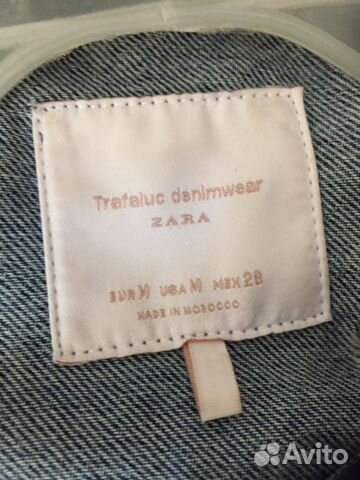 Trafaluc denimwear
ZARA
EUR M USA M MEX 28
MADE IN MOROCCO
Avito